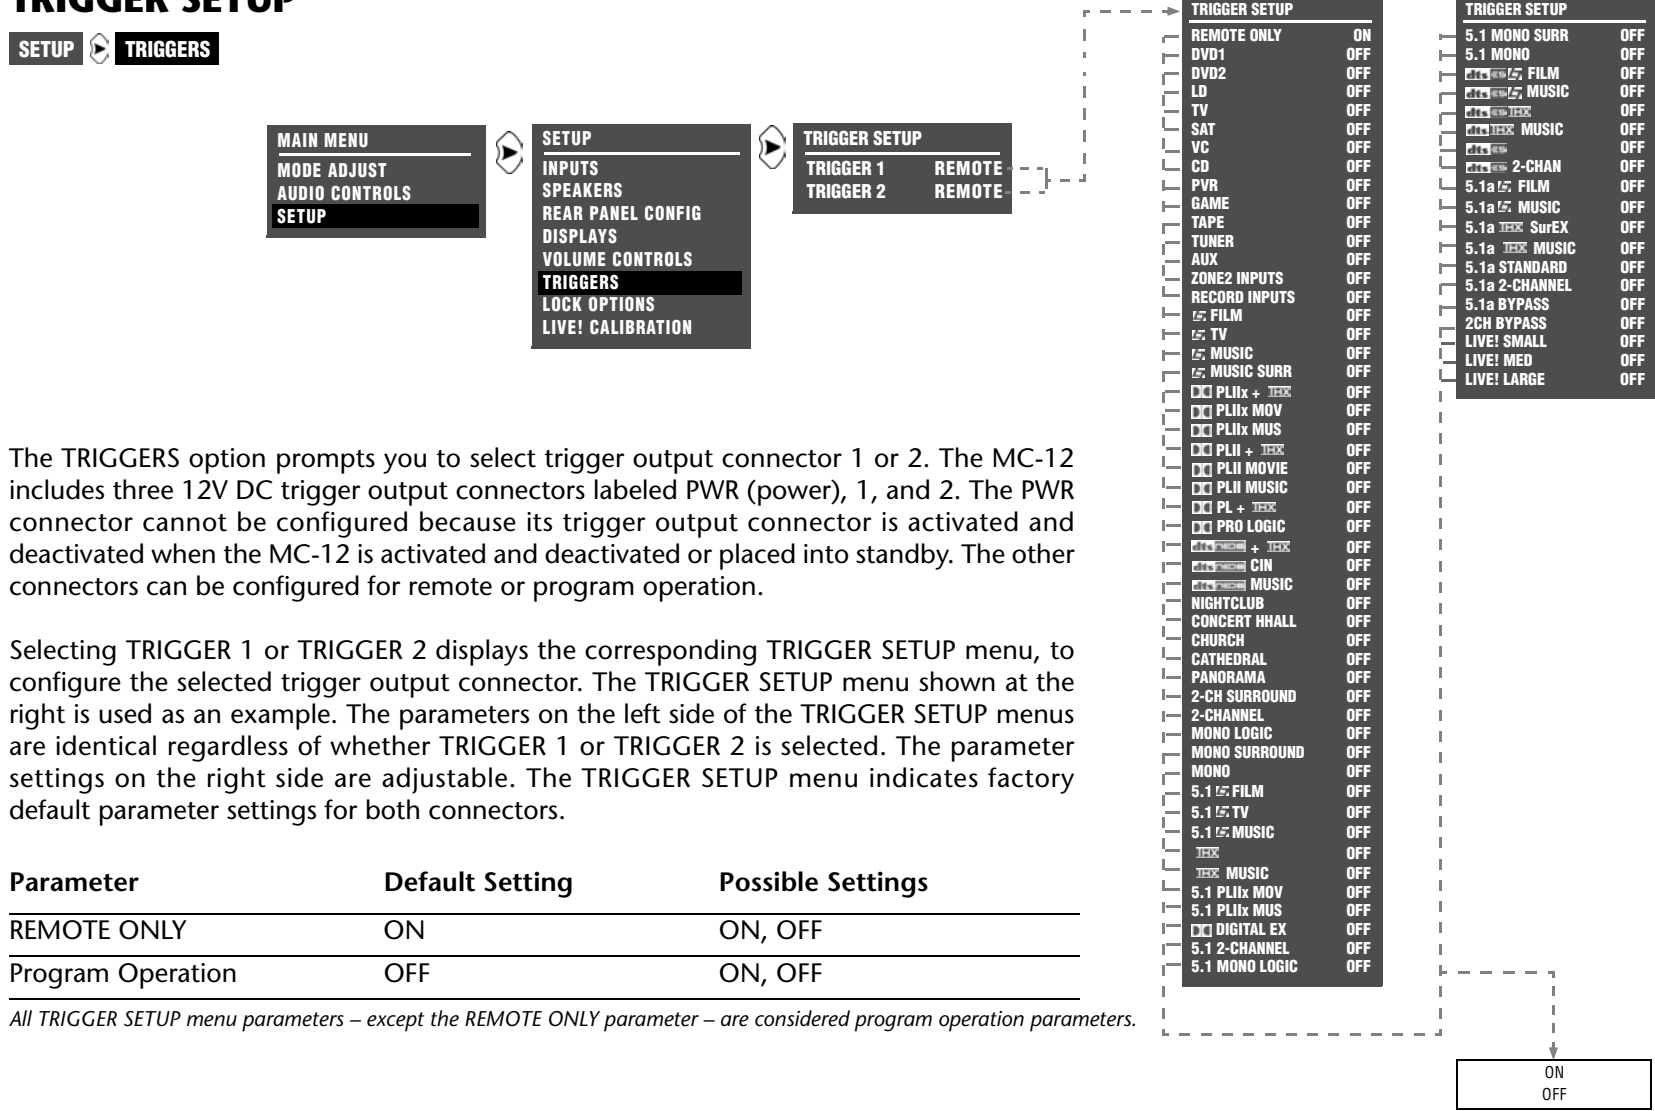 TRIGGER SETUP
SETUP TRIGGERS
MAIN MENU
MODE ADJUST
AUDIO CONTROLS
SETUP
SETUP
INPUTS
SPEAKERS
REAR PANEL CONFIG
DISPLAYS
VOLUME CONTROLS
TRIGGERS
LOCK OPTIONS
LIVE! CALIBRATION
TRIGGER SETUP
TRIGGER 1 REMOTE
TRIGGER 2 REMOTE
The TRIGGERS option prompts you to select trigger output connector 1 or 2. The MC-12
includes three 12V DC trigger output connectors labeled PWR (power), 1, and 2. The PWR
connector cannot be configured because its trigger output connector is activated and
deactivated when the MC-12 is activated and deactivated or placed into standby. The other
connectors can be configured for remote or program operation.
Selecting TRIGGER 1 or TRIGGER 2 displays the corresponding TRIGGER SETUP menu, to
configure the selected trigger output connector. The TRIGGER SETUP menu shown at the
right is used as an example. The parameters on the left side of the TRIGGER SETUP menus
are identical regardless of whether TRIGGER 1 or TRIGGER 2 is selected. The parameter
settings on the right side are adjustable. The TRIGGER SETUP menu indicates factory
default parameter settings for both connectors.
Parameter Default Setting Possible Settings
REMOTE ONLY ON ON, OFF
Program Operation OFF ON, OFF
All TRIGGER SETUP menu parameters – except the REMOTE ONLY parameter – are considered program operation parameters.
TRIGGER SETUP
REMOTE ONLY ON
DVD1 OFF
DVD2 OFF
LD OFF
TV OFF
SAT OFF
VC OFF
CD OFF
PVR OFF
GAME OFF
TAPE OFF
TUNER OFF
AUX OFF
ZONE2 INPUTS OFF
RECORD INPUTS OFF
FILM OFF
TV OFF
MUSIC OFF
MUSIC SURR OFF
PLIIx + THX OFF
PLIIx MOV OFF
PLIIx MUS OFF
PLII + THX OFF
PLII MOVIE OFF
PLII MUSIC OFF
PL + THX OFF
PRO LOGIC OFF
dts NEO:6 + THX OFF
dts NEO:6 CIN OFF
dts NEO:6 MUSIC OFF
NIGHTCLUB OFF
CONCERT HHALL OFF
CHURCH OFF
CATHEDRAL OFF
PANORAMA OFF
2-CH SURROUND OFF
2-CHANNEL OFF
MONO LOGIC OFF
MONO SURROUND OFF
MONO OFF
5.1 FILM OFF
5.1 TV OFF
5.1 MUSIC OFF
THX OFF
THX MUSIC OFF
5.1 PLIIx MOV OFF
5.1 PLIIx MUS OFF
DIGITAL EX OFF
5.1 2-CHANNEL OFF
5.1 MONO LOGIC OFF
TRIGGER SETUP
5.1 MONO SURR OFF
5.1 MONO OFF
dts ES FILM OFF
dts ES MUSIC OFF
dts ES THX OFF
dts THX MUSIC OFF
dts ES OFF
dts ES 2-CHAN OFF
5.1a FILM OFF
5.1a MUSIC OFF
5.1a THX SurEX OFF
5.1a THX MUSIC OFF
5.1a STANDARD OFF
5.1a 2-CHANNEL OFF
5.1a BYPASS OFF
2CH BYPASS OFF
LIVE! SMALL OFF
LIVE! MED OFF
LIVE! LARGE OFF
ON
OFF